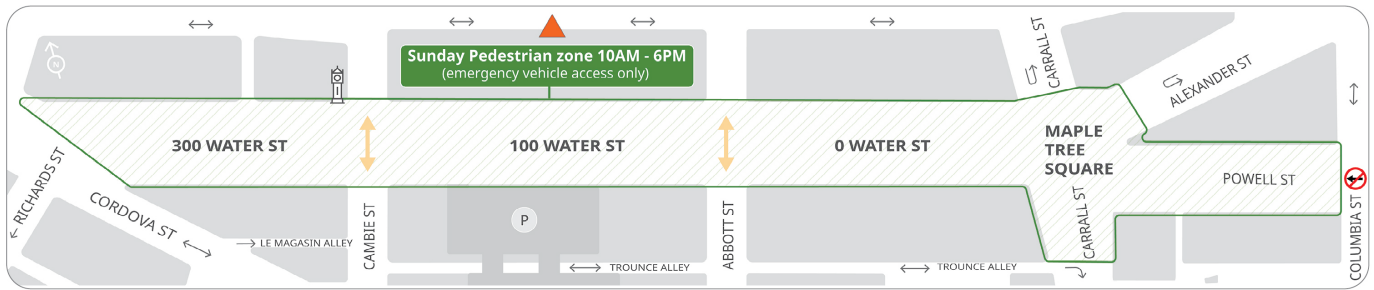 N
Sunday Pedestrian zone 10AM - 6PM
(emergency vehicle access only)
CARRALL ST
ALEXANDER ST
300 WATER ST
100 WATER ST
0 WATER ST
MAPLE
TREE
SQUARE
POWELL ST
RICHARDS ST
CORDOVA ST
LE MAGASIN ALLEY
CAMBIE ST
P
TROUNCE ALLEY
ABBOTT ST
TROUNCE ALLEY
CARRALL ST
COLUMBIA ST